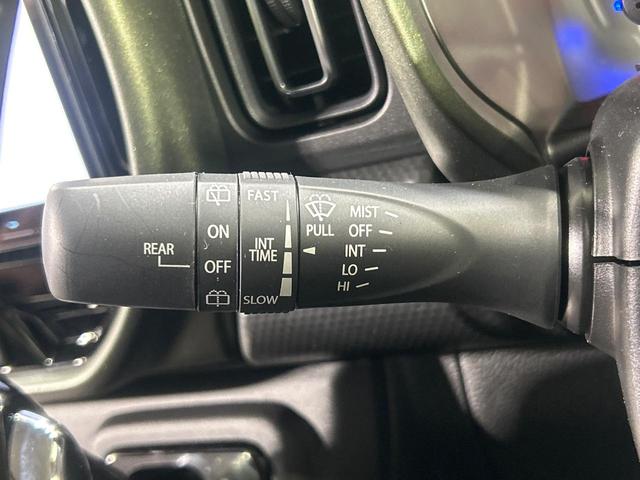 REAR
ON
OFF
FAST
INT
TIME
SLOW
PULL
MIST
OFF
INT
LO
HI